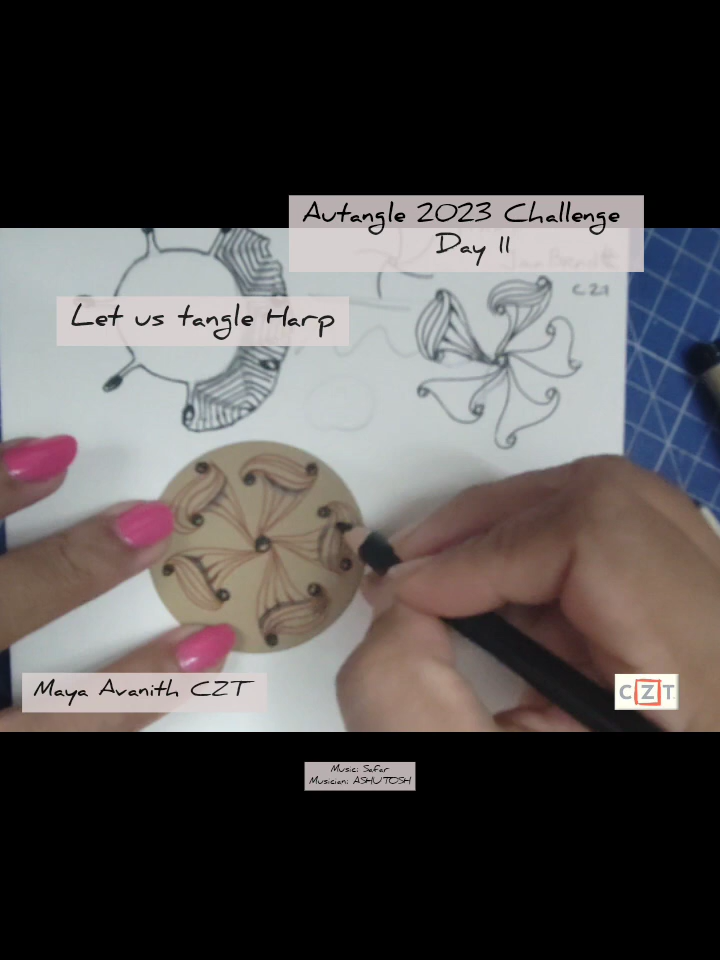 Autangle 2023 Challenge
Day 11
Let us tangle Harp
CZT
Maya Avanith CZT
CZT
Music: Safar
Musician: ASHUTOSH